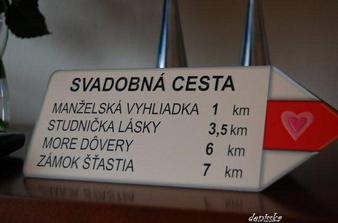 SVADOBNÁ CESTA
MANŽELSKÁ VYHLIADKA 1 km
STUDNIČKA LÁSKY 3,5 km
MORE DÔVERY 6 km
ZÁMOK ŠŤASTIA 7 km
denisska